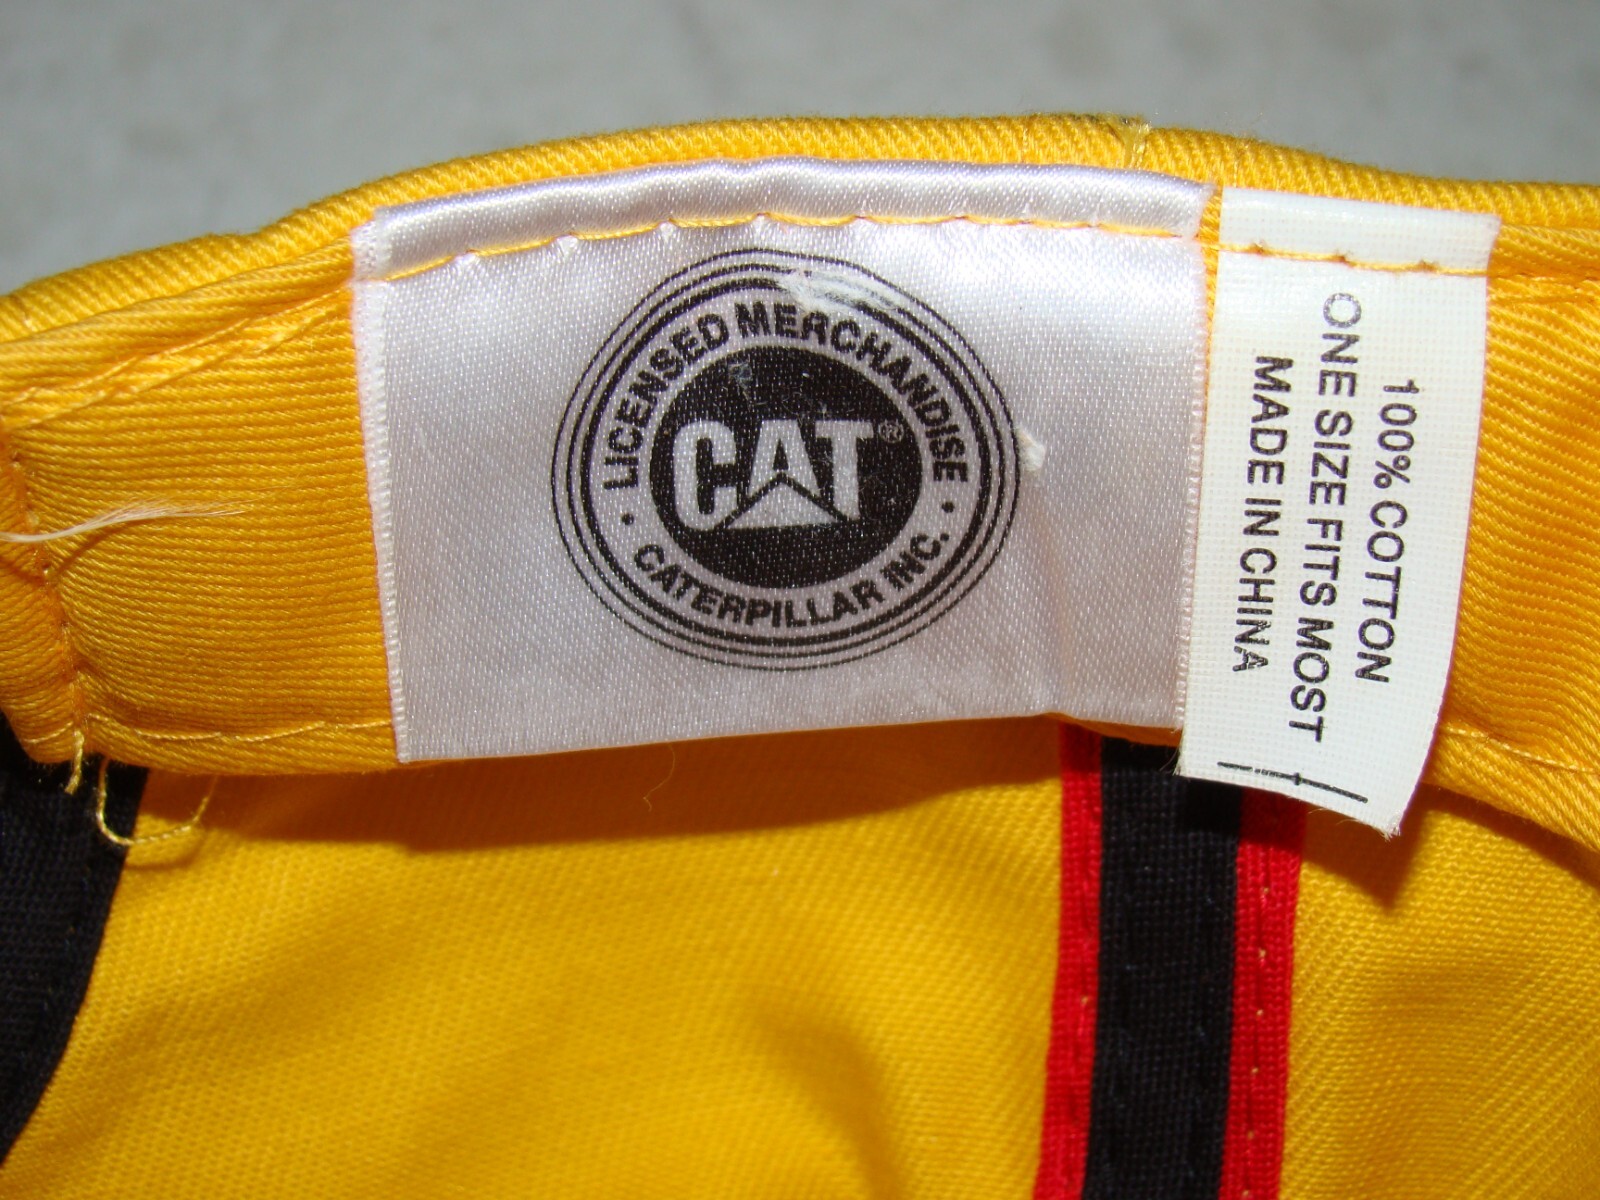 LICENSED MERCHANDISE
CAT®
• CATERPILLAR INC. •
100% COTTON
ONE SIZE FITS MOST
MADE IN CHINA